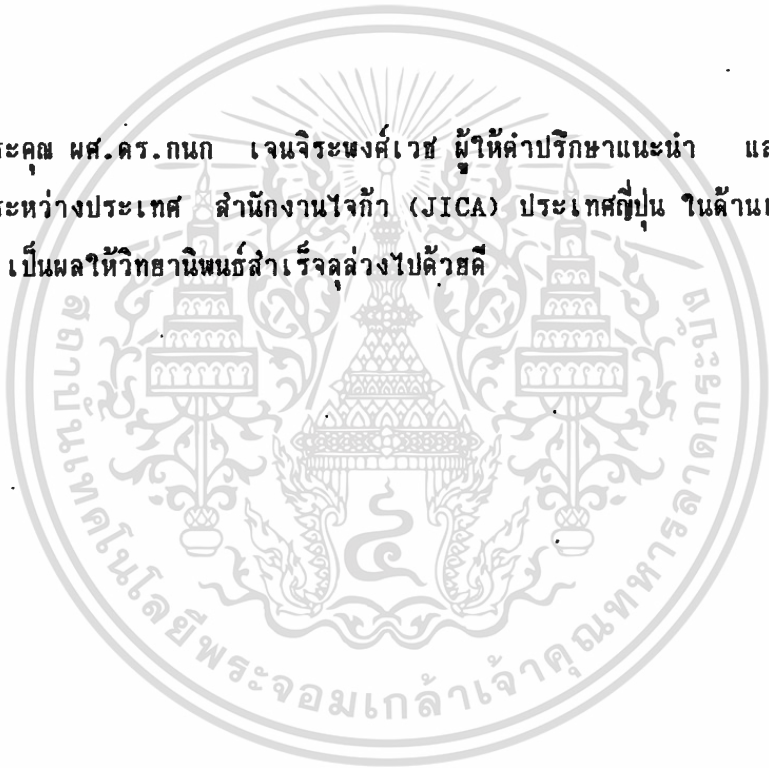 ระคุณ ผศ.ดร.กนก เจนจิระพงศ์เวช ผู้ให้คำปรึกษาแนะนำ แล
ระหว่างประเทศ สำนักงานไจก้า (JICA) ประเทศญี่ปุ่น ในด้าน
เป็นผลให้วิทยานิพนธ์สำเร็จลุล่วงไปด้วยดี
สถาบันเทคโนโลยีพระจอมเกล้าเจ้าคุณทหารลาดกระบัง
๔